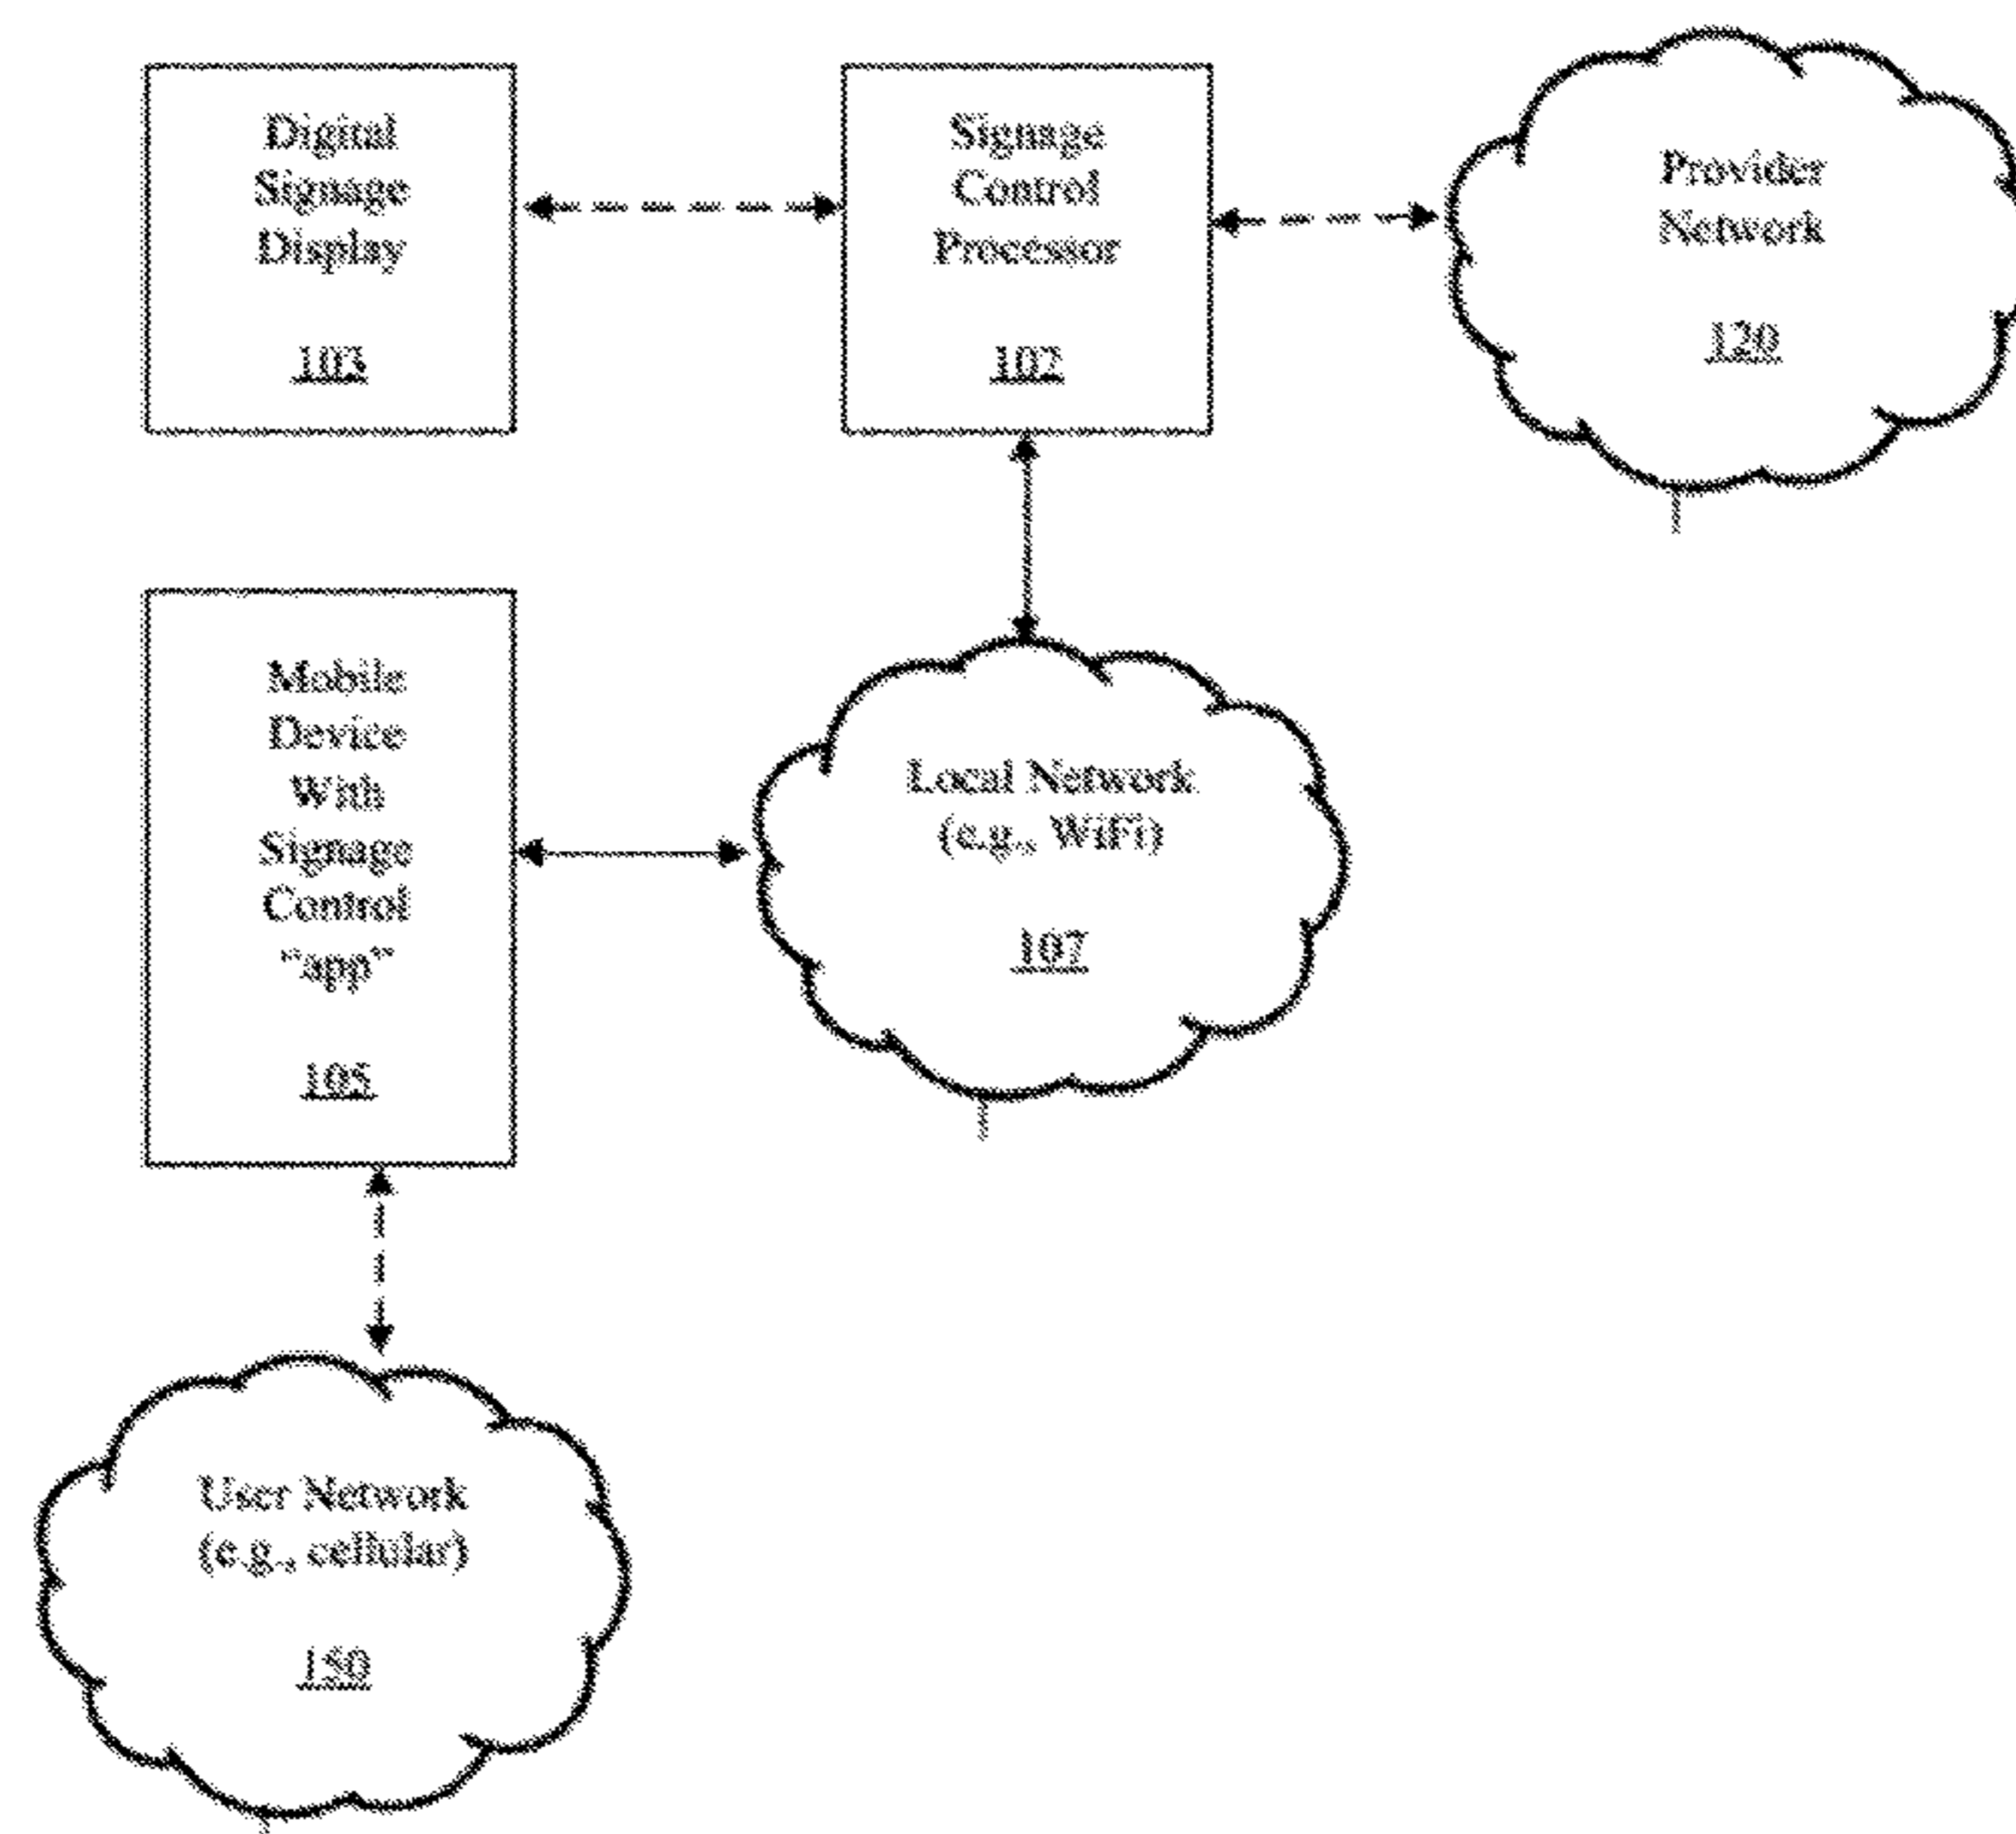 Digital
Signage
Display
103
Signage
Control
Processor
102
Provider
Network
120
Mobile
Device
With
Signage
Control
“app”
105
Local Network
(e.g., WiFi)
107
User Network
(e.g., cellular)
150